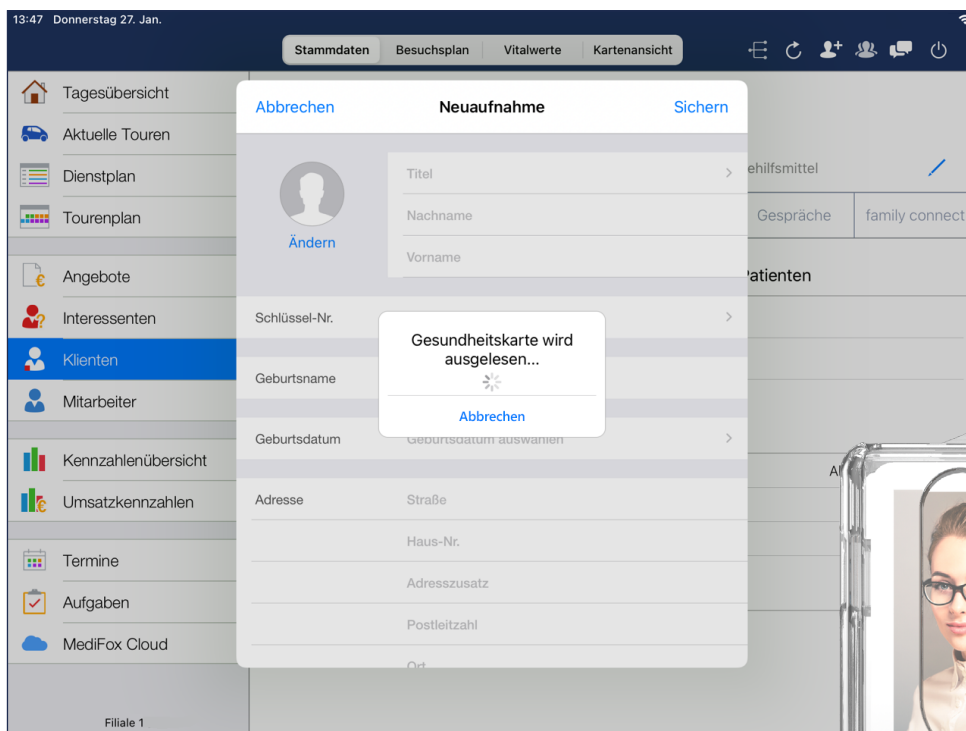 13:47 Donnerstag 27. Jan.
Stammdaten Besuchsplan Vitalwerte Kartenansicht
Tagesübersicht
Aktuelle Touren
Dienstplan
Tourenplan
Angebote
Interessenten
Klienten
Mitarbeiter
Kennzahlenübersicht
Umsatzkennzahlen
Termine
Aufgaben
MediFox Cloud
Filiale 1
Abbrechen Neuaufnahme Sichern
Ändern
Titel
Nachname
Vorname
Schlüssel-Nr.
Geburtsname
Geburtsdatum Geburtsdatum auswählen
Adresse Straße
Haus-Nr.
Adresszusatz
Postleitzahl
Ort
Gesundheitskarte wird
ausgelesen...
Abbrechen
ehilfsmittel
Gespräche family connect
Patienten